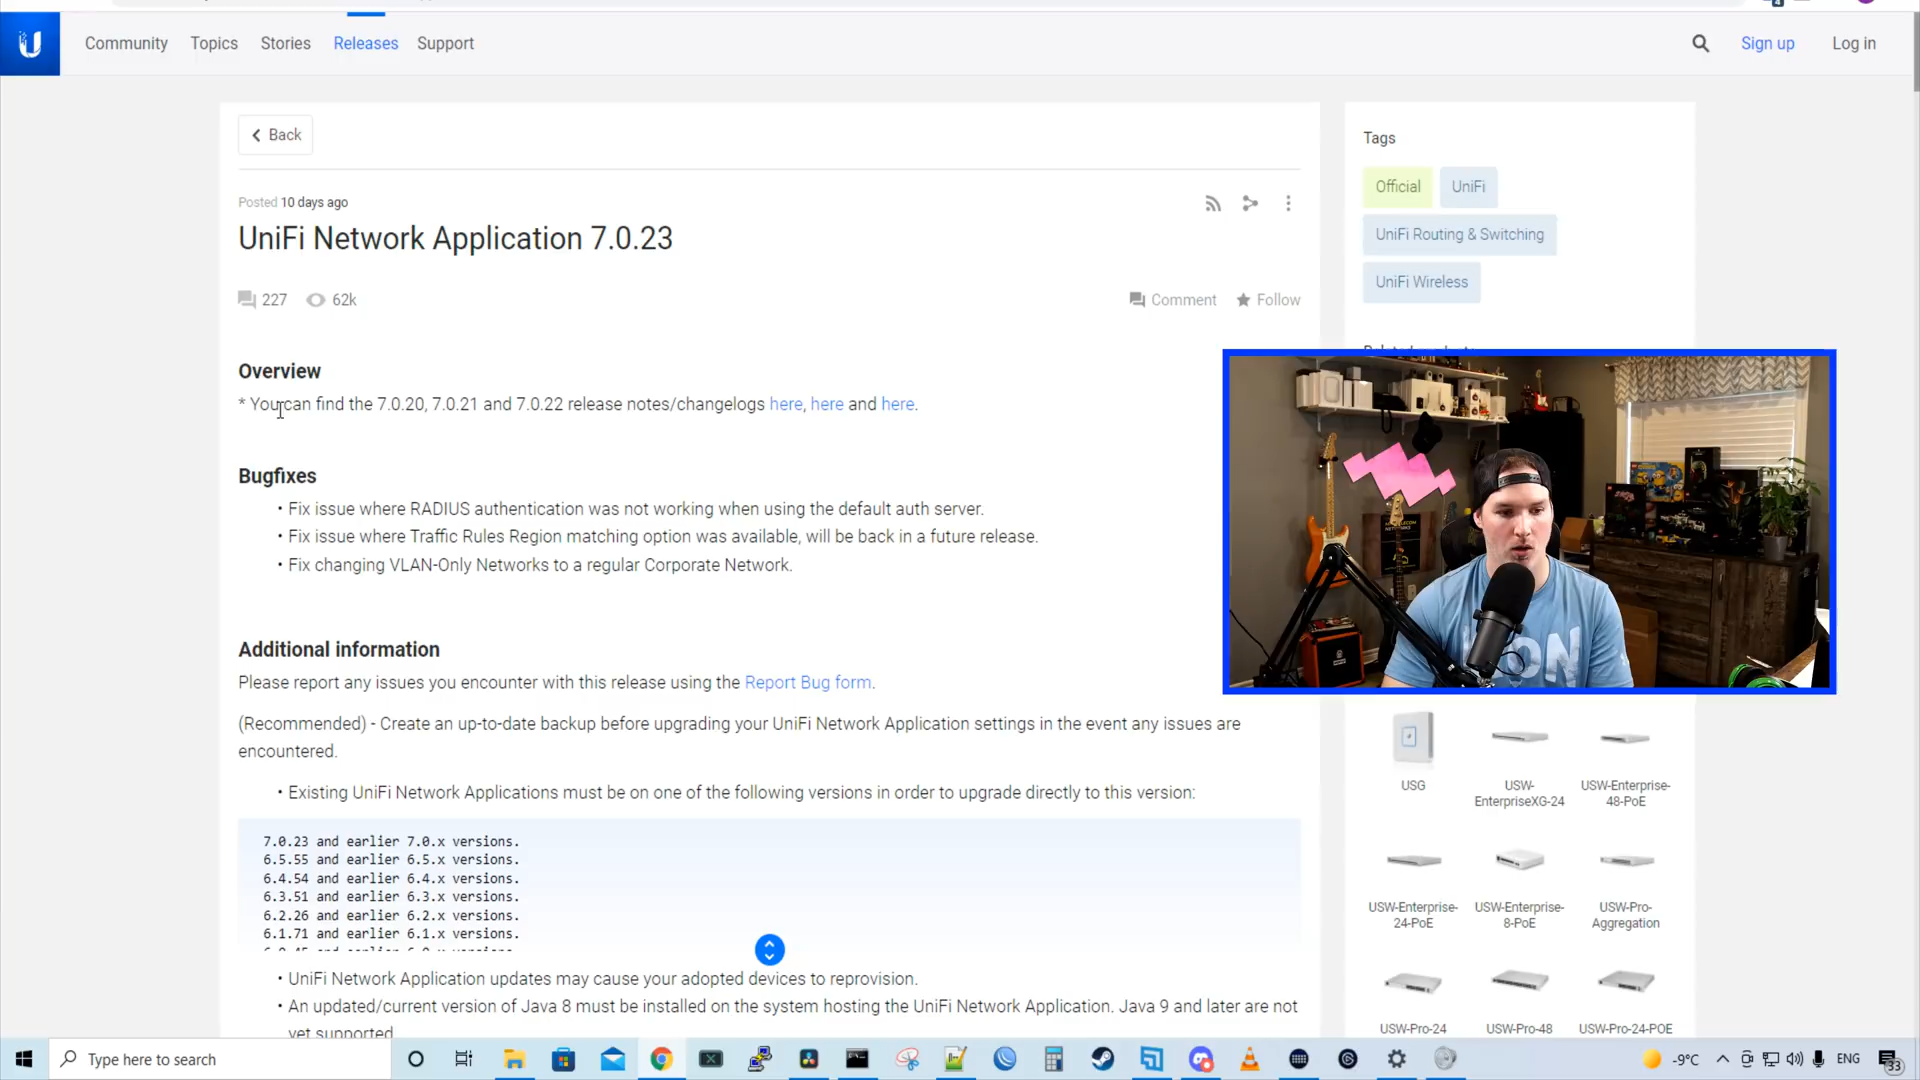 Community Topics Stories Releases Support
Sign up Log in
Back
Posted 10 days ago
UniFi Network Application 7.0.23
227 62k
Comment Follow
Overview
* You can find the 7.0.20, 7.0.21 and 7.0.22 release notes/changelogs here, here and here.
Bugfixes
• Fix issue where RADIUS authentication was not working when using the default auth server.
• Fix issue where Traffic Rules Region matching option was available, will be back in a future release.
• Fix changing VLAN-Only Networks to a regular Corporate Network.
Additional information
Please report any issues you encounter with this release using the Report Bug form.
(Recommended) - Create an up-to-date backup before upgrading your UniFi Network Application settings in the event any issues are
encountered.
• Existing UniFi Network Applications must be on one of the following versions in order to upgrade directly to this version:
7.0.23 and earlier 7.0.x versions.
6.5.55 and earlier 6.5.x versions.
6.4.54 and earlier 6.4.x versions.
6.3.51 and earlier 6.3.x versions.
6.2.26 and earlier 6.2.x versions.
6.1.71 and earlier 6.1.x versions.
• UniFi Network Application updates may cause your adopted devices to reprovision.
• An updated/current version of Java 8 must be installed on the system hosting the UniFi Network Application. Java 9 and later are not
yet supported
Tags
Official UniFi
UniFi Routing & Switching
UniFi Wireless
USG
USW-
EnterpriseXG-24
USW-Enterprise-
48-PoE
USW-Enterprise-
24-PoE
USW-Enterprise-
8-PoE
USW-Pro-
Aggregation
USW-Pro-24 USW-Pro-48 USW-Pro-24-POE
Type here to search
-9°C
ENG
33